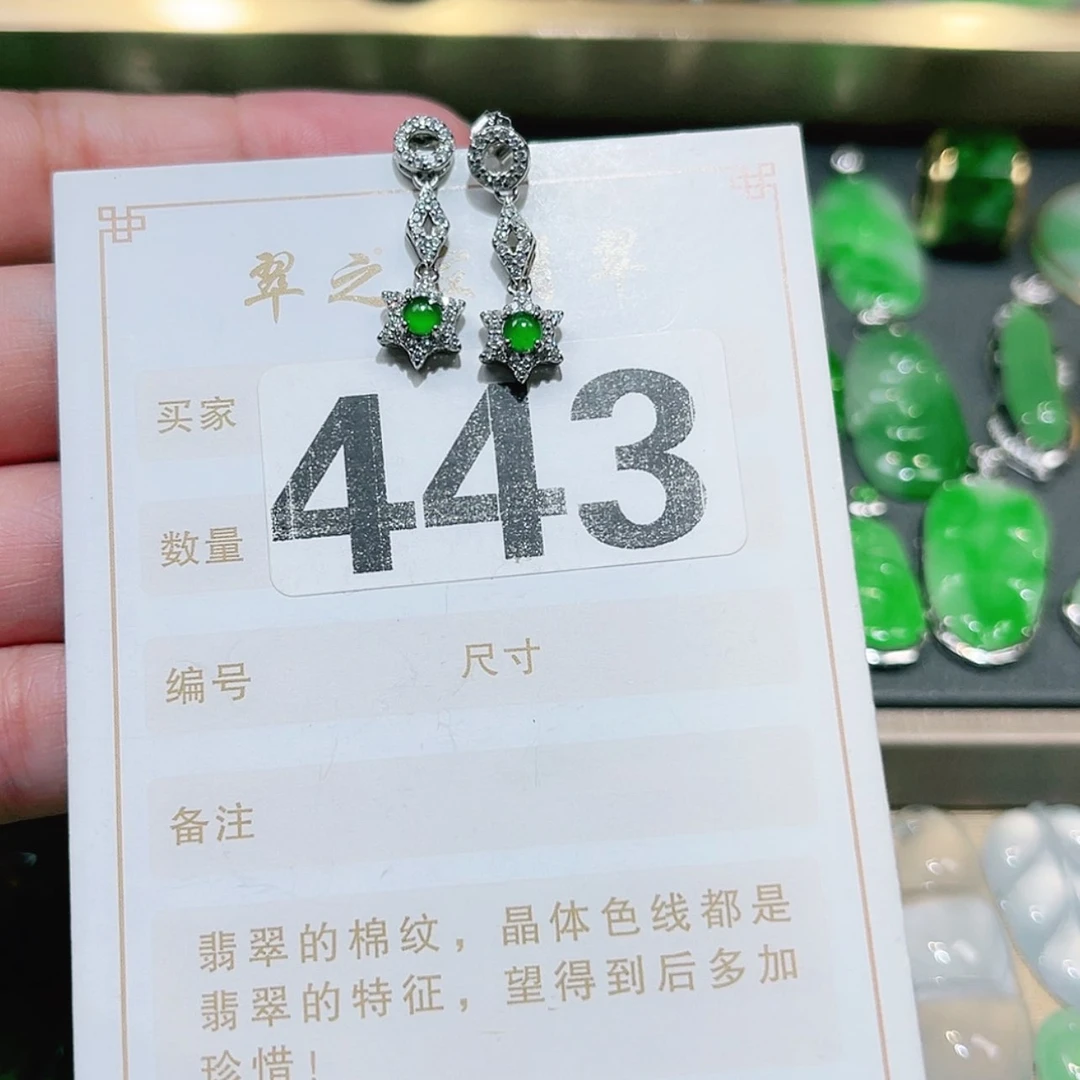 翠之
买家
443
数量
编号 尺寸
备注
翡翠的棉纹，晶体色线都是
翡翠的特征，望得到后多加
珍惜！